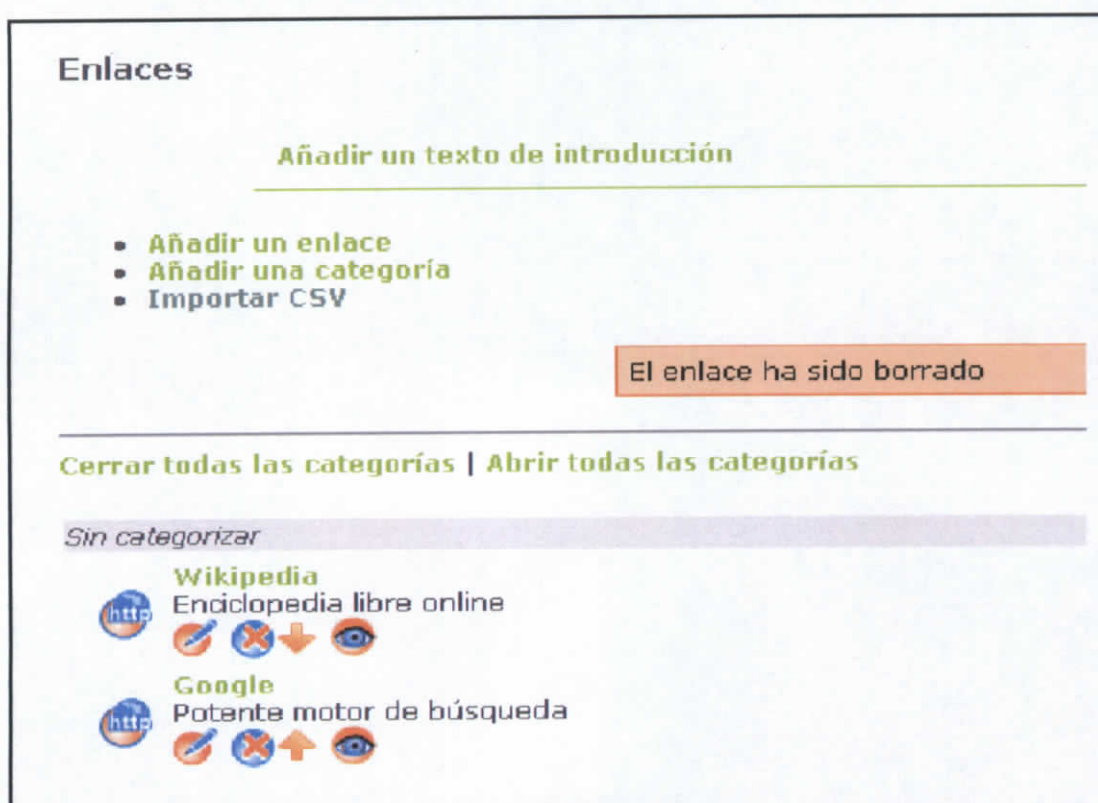 Enlaces
Añadir un texto de introducción
Añadir un enlace
Añadir una categoría
Importar CSV
El enlace ha sido borrado
Cerrar todas las categorías | Abrir todas las categorías
Sin categorizar
Wikipedia
http
Enciclopedia libre online
Google
http
Potente motor de búsqueda